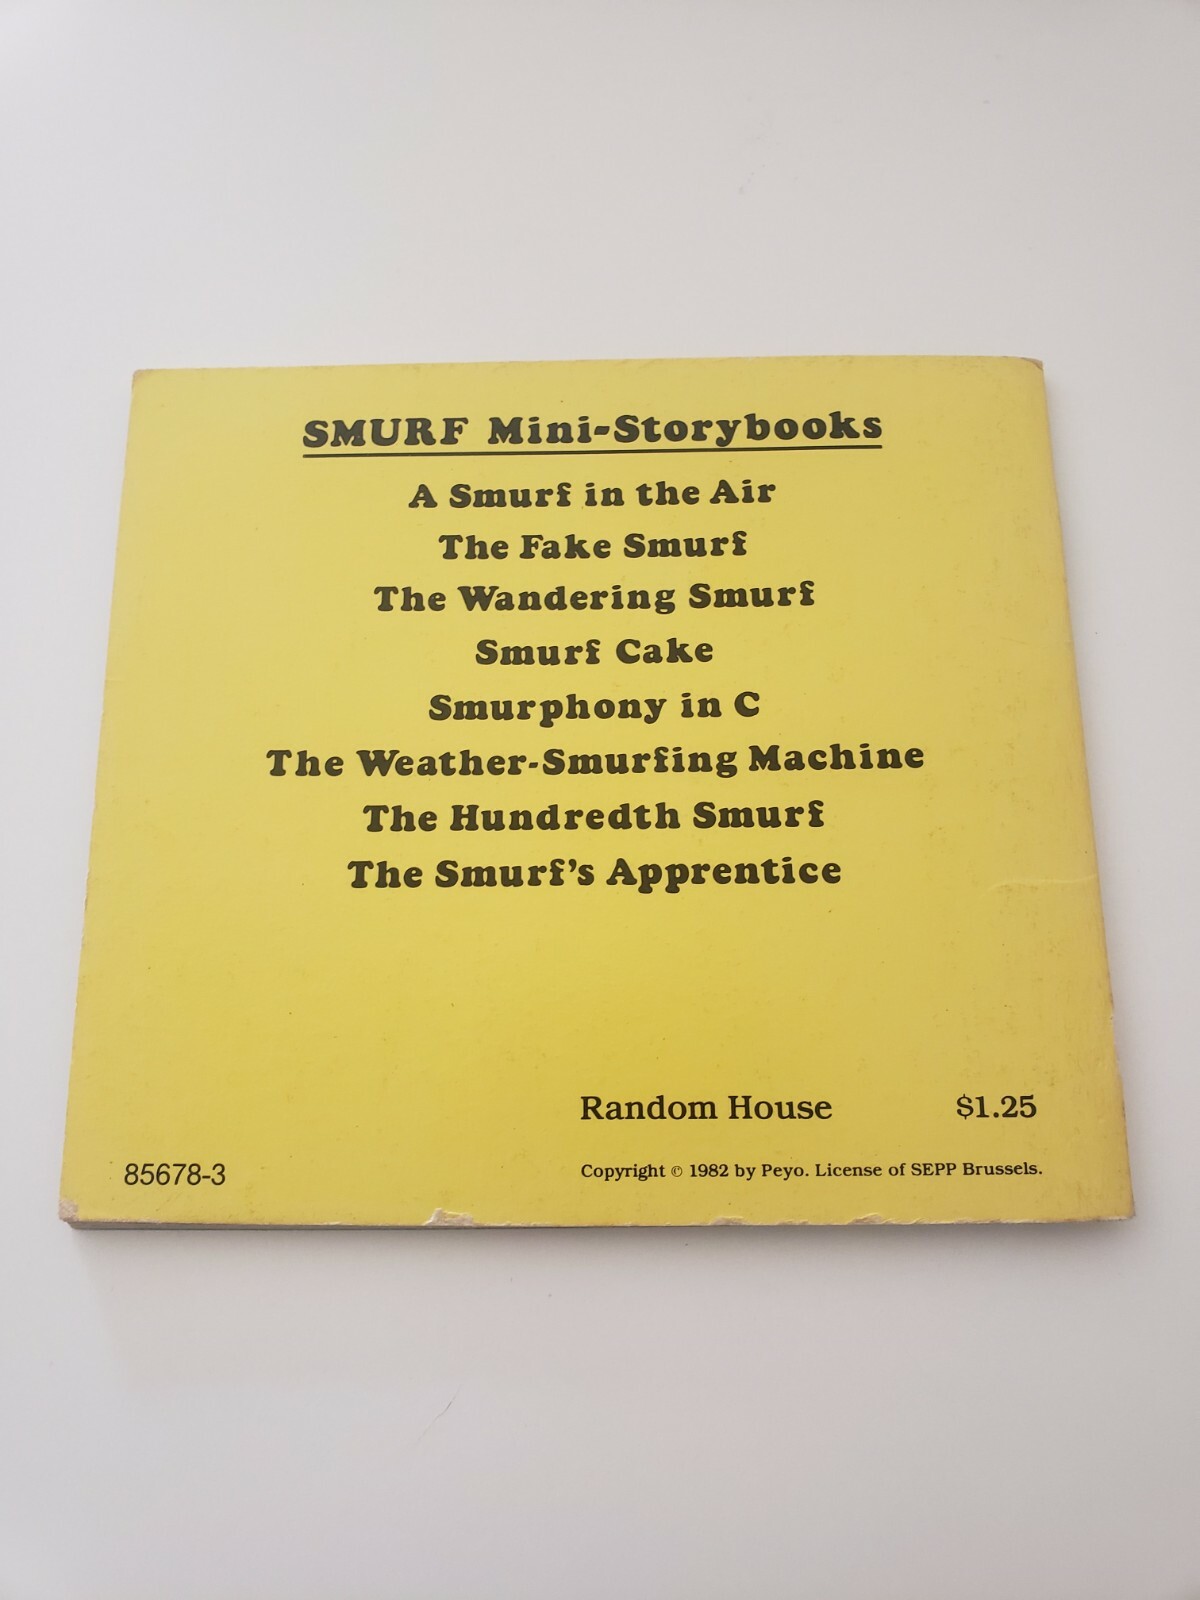 SMURF Mini-Storybooks
A Smurf in the Air
The Fake Smurf
The Wandering Smurf
Smurf Cake
Smurphony in C
The Weather-Smurfing Machine
The Hundredth Smurf
The Smurf's Apprentice
Random House $1.25
85678-3 Copyright © 1982 by Peyo. License of SEPP Brussels.